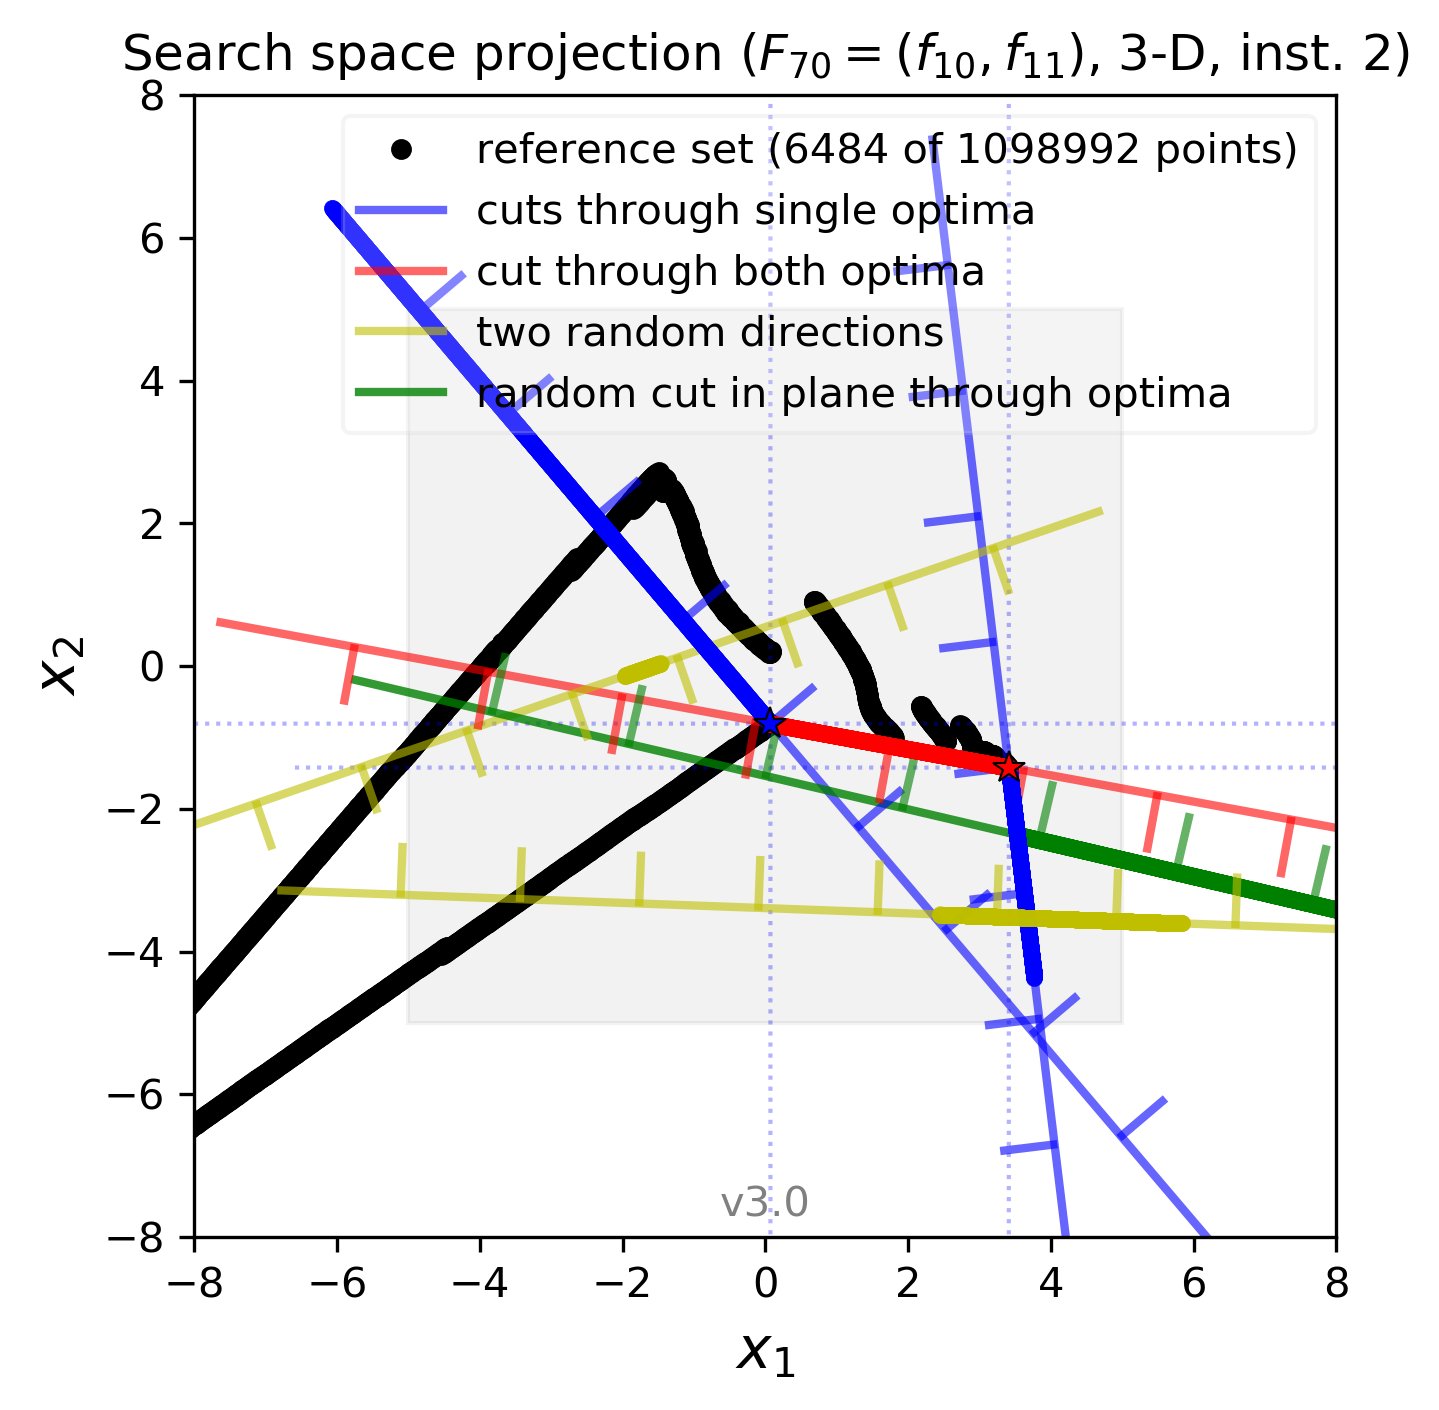 Search space projection (F₇₀ = (f₁₀, f₁₁), 3-D, inst. 2)
reference set (6484 of 1098992 points)
cuts through single optima
cut through both optima
two random directions
random cut in plane through optima
8
6
4
2
0
−2
−4
−6
−8
x₂
v3.0
−8 −6 −4 −2 0 2 4 6 8
x₁